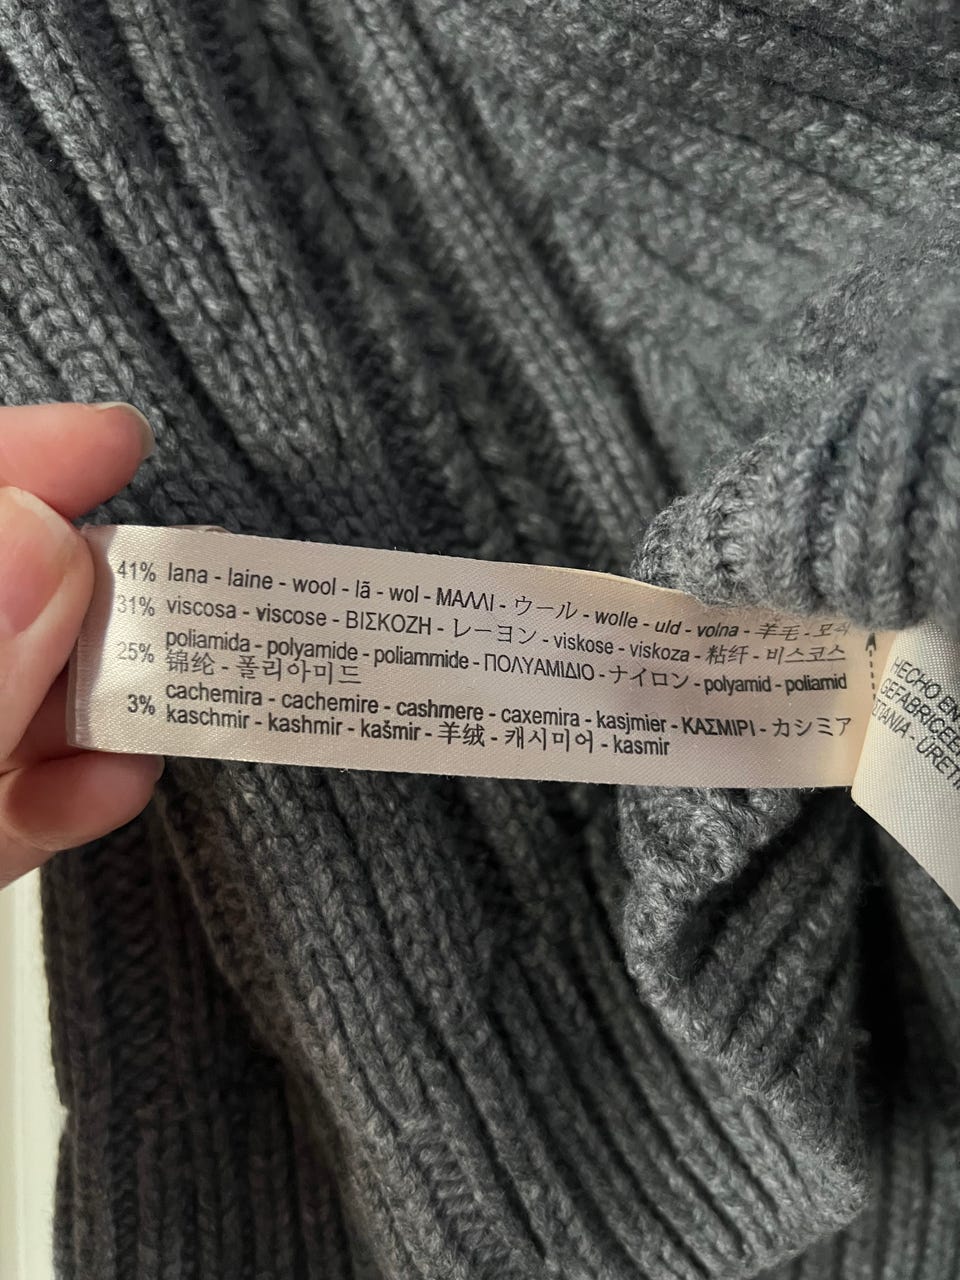 41% lana - laine - wool - lã - wol - ΜΑΛΛΙ - ウール - wolle - uld - volna - 羊毛 - 모직
31% viscosa - viscose - ΒΙΣΚΟΖΗ - レーヨン - viskose - viskoza - 粘纤 - 비스코스
25% poliamida - polyamide - poliammide - ΠΟΛΥΑΜΙΔΙΟ - ナイロン - polyamid - poliamid
锦纶 - 폴리아미드
3% cachemira - cachemire - cashmere - caxemira - kasjmier - ΚΑΣΜΙΡΙ - カシミア
kaschmir - kashmir - kašmir - 羊绒 - 캐시미어 - kasmir
HECHO EN